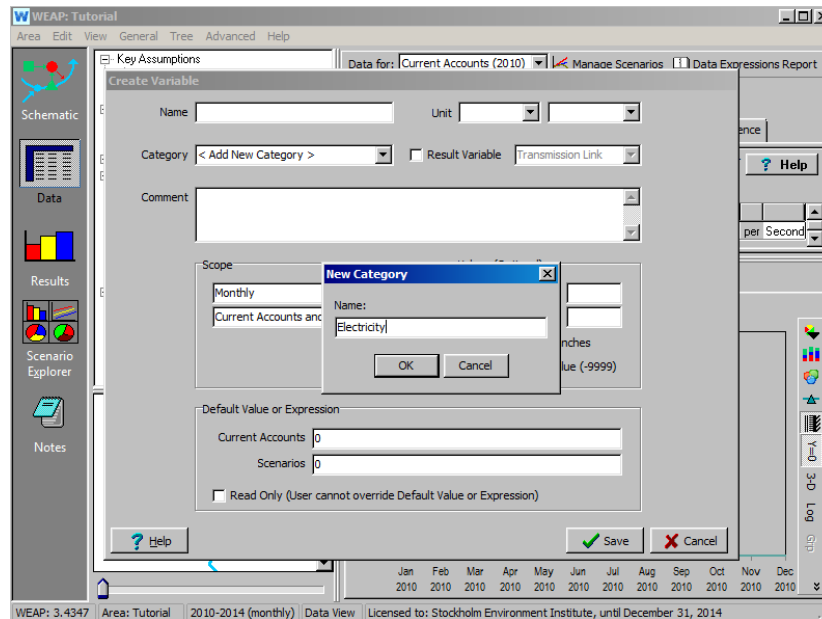 WEAP: Tutorial
Area Edit View General Tree Advanced Help
Key Assumptions
Data for: Current Accounts (2010) Manage Scenarios Data Expressions Report
Create Variable
Schematic
Name
Unit
Category < Add New Category >
Result Variable Transmission Link
Help
Data
Comment
per Second
Results
Scope
Monthly
Current Accounts and
New Category
Name:
Electricity
OK Cancel
Scenario
Explorer
Default Value or Expression
Current Accounts 0
Scenarios 0
Read Only (User cannot override Default Value or Expression)
Notes
Y=0
3-D
Log
Grp
Help
Save Cancel
Jan Feb Mar Apr May Jun Jul Aug Sep Oct Nov Dec
2010 2010 2010 2010 2010 2010 2010 2010 2010 2010 2010 2010
WEAP: 3.4347 Area: Tutorial 2010-2014 (monthly) Data View Licensed to: Stockholm Environment Institute, until December 31, 2014